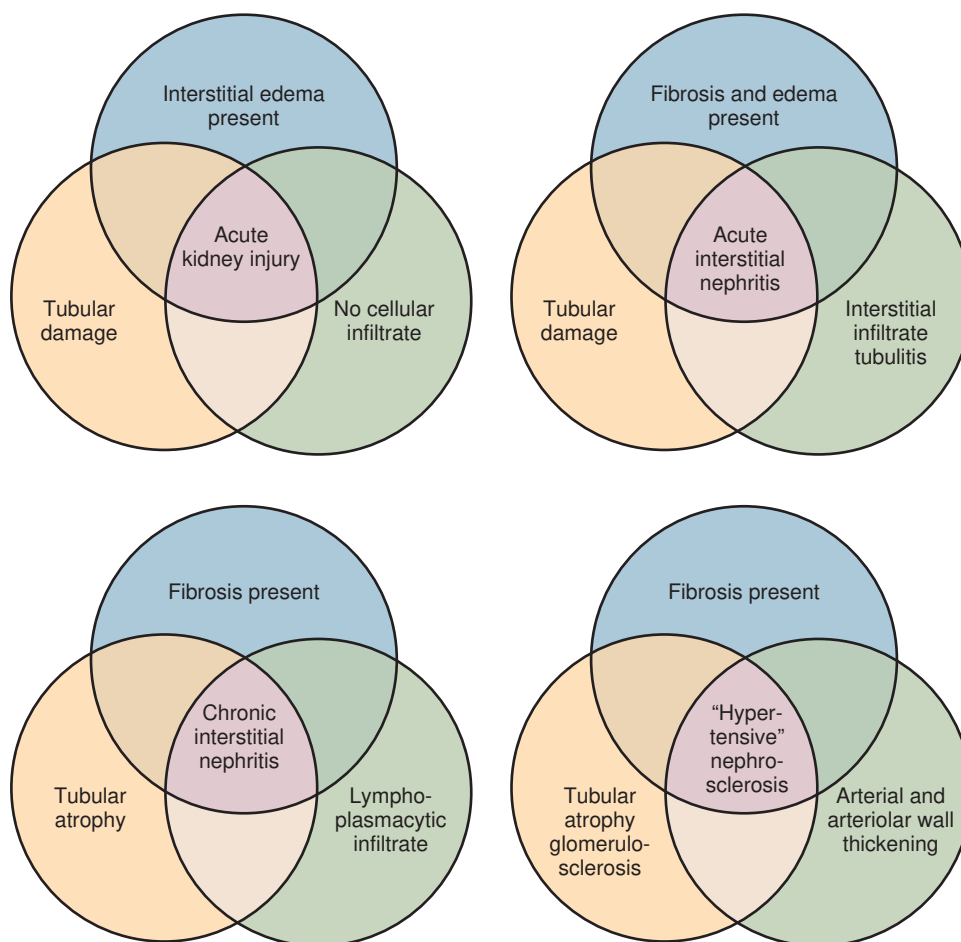 Interstitial edema
present
Acute
kidney injury
Tubular
damage
No cellular
infiltrate
Fibrosis and edema
present
Acute
interstitial
nephritis
Tubular
damage
Interstitial
infiltrate
tubulitis
Fibrosis present
Chronic
interstitial
nephritis
Tubular
atrophy
Lympho-
plasmacytic
infiltrate
Fibrosis present
“Hyper-
tensive”
nephro-
sclerosis
Tubular
atrophy
glomerulo-
sclerosis
Arterial and
arteriolar wall
thickening